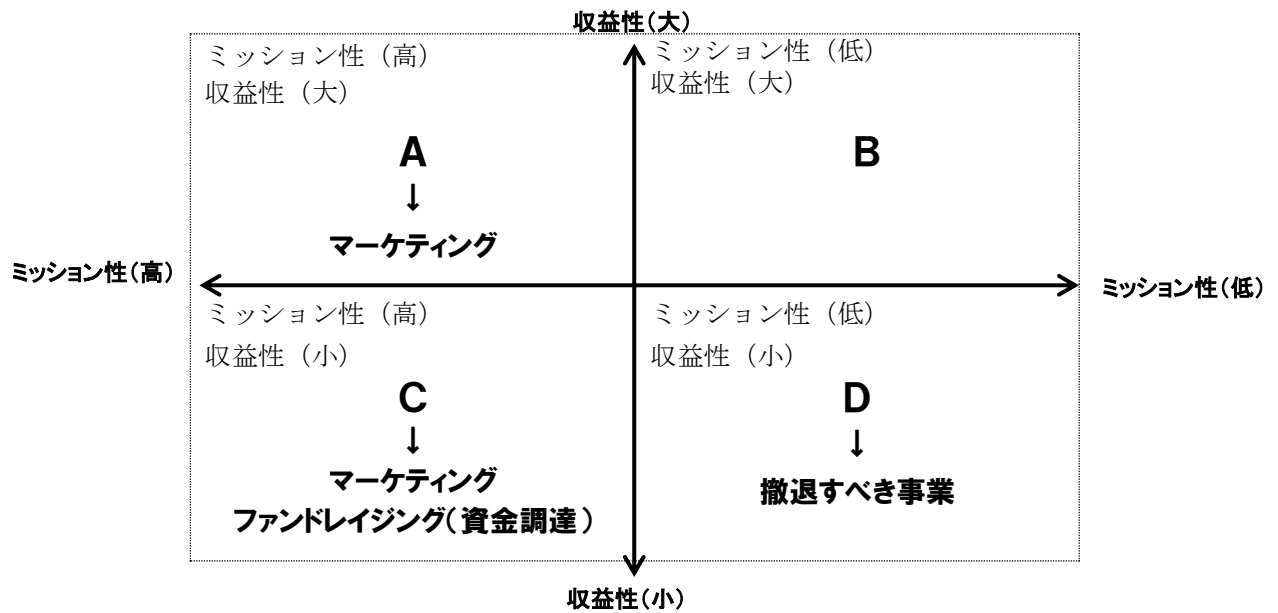 収益性(大)
ミッション性（高）
収益性（大）
A
↓
マーケティング
ミッション性（低）
収益性（大）
B
ミッション性(高)
ミッション性(低)
ミッション性（高）
収益性（小）
C
↓
マーケティング
ファンドレイジング(資金調達)
ミッション性（低）
収益性（小）
D
↓
撤退すべき事業
収益性(小)